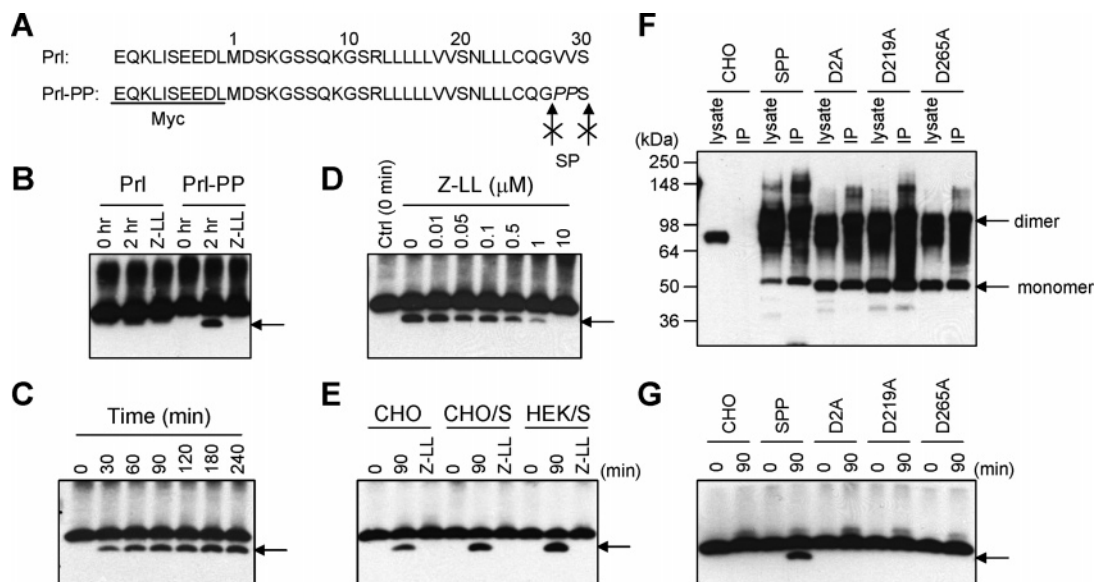 A
1 10 20 30
Prl: EQKLISEEDLMDSKGSSQKGSRLLLLLVVSNLLLCQGVVS
Prl-PP: EQKLISEEDLMDSKGSSQKGSRLLLLLVVSNLLLCQGPPS
Myc
SP
B
Prl Prl-PP
0 hr 2 hr Z-LL 0 hr 2 hr Z-LL
C
Time (min)
0 30 60 90 120 180 240
D
Z-LL (μM)
Ctrl (0 min) 0 0.01 0.05 0.1 0.5 1 10
E
CHO CHO/S HEK/S
0 90 Z-LL 0 90 Z-LL 0 90 Z-LL (min)
F
CHO SPP D2A D219A D265A
lysate IP lysate IP lysate IP lysate IP lysate IP
(kDa)
250
148
98
64
50
36
dimer
monomer
G
CHO SPP D2A D219A D265A
0 90 0 90 0 90 0 90 0 90 (min)